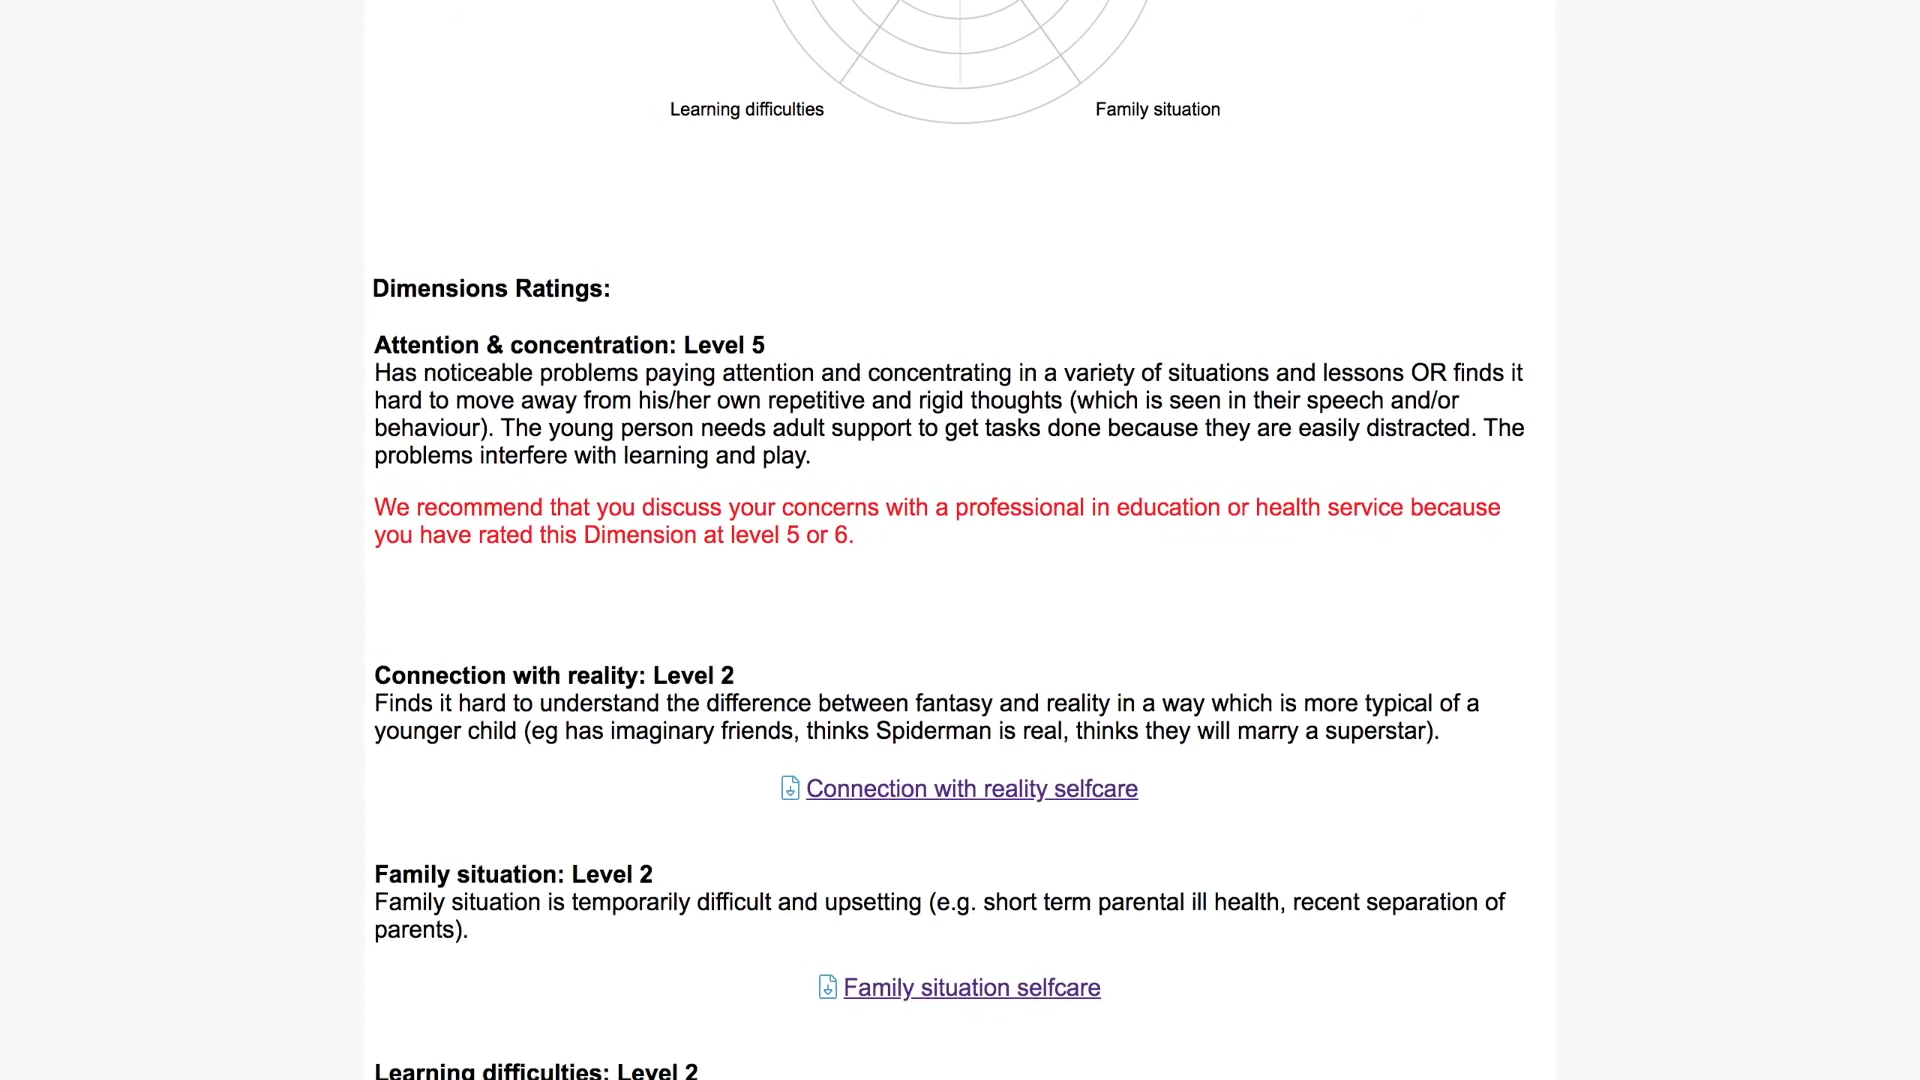 Learning difficulties
Family situation
Dimensions Ratings:
Attention & concentration: Level 5
Has noticeable problems paying attention and concentrating in a variety of situations and lessons OR finds it
hard to move away from his/her own repetitive and rigid thoughts (which is seen in their speech and/or
behaviour). The young person needs adult support to get tasks done because they are easily distracted. The
problems interfere with learning and play.
We recommend that you discuss your concerns with a professional in education or health service because
you have rated this Dimension at level 5 or 6.
Connection with reality: Level 2
Finds it hard to understand the difference between fantasy and reality in a way which is more typical of a
younger child (eg has imaginary friends, thinks Spiderman is real, thinks they will marry a superstar).
Connection with reality selfcare
Family situation: Level 2
Family situation is temporarily difficult and upsetting (e.g. short term parental ill health, recent separation of
parents).
Family situation selfcare
Learning difficulties: Level 2